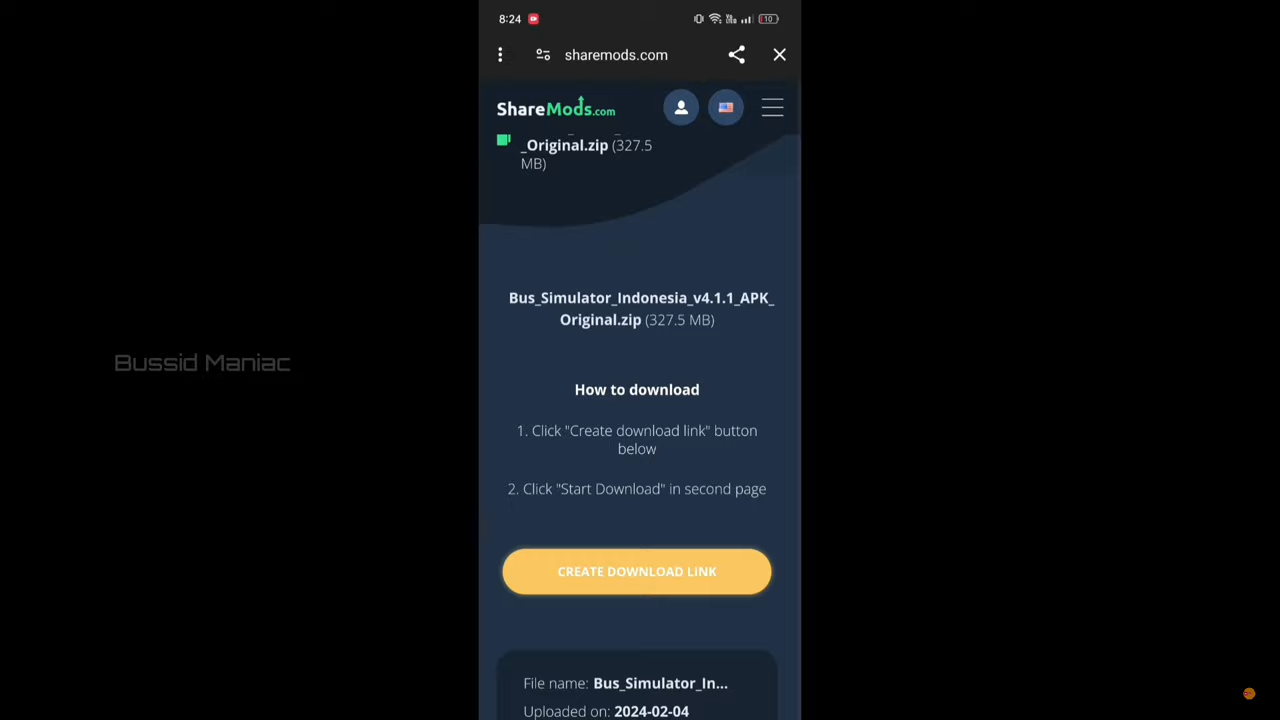 8:24
10
sharemods.com
ShareMods.com
_Original.zip (327.5
MB)
Bus_Simulator_Indonesia_v4.1.1_APK_
Original.zip (327.5 MB)
Bussid Maniac
How to download
1. Click "Create download link" button
below
2. Click "Start Download" in second page
CREATE DOWNLOAD LINK
File name: Bus_Simulator_In...
Uploaded on: 2024-02-04